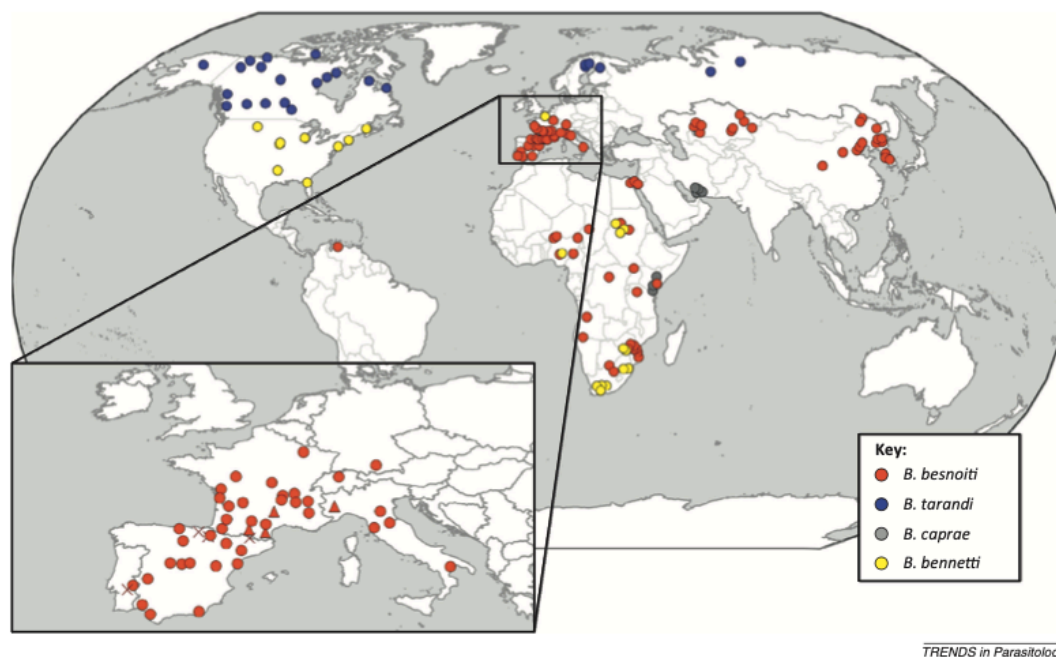 Key:
B. besnoiti
B. tarandi
B. caprae
B. bennetti
TRENDS in Parasitolo